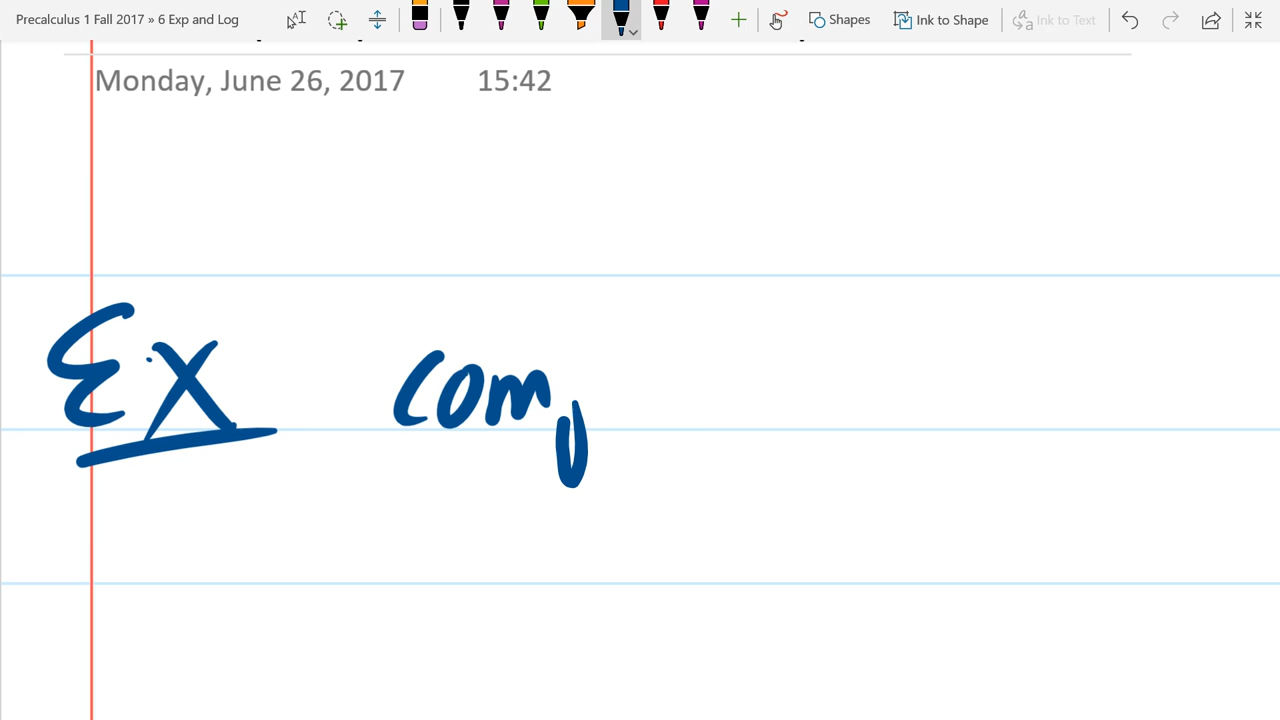 Precalculus 1 Fall 2017 » 6 Exp and Log
Shapes
Ink to Shape
Ink to Text
Monday, June 26, 2017 15:42
Ex com